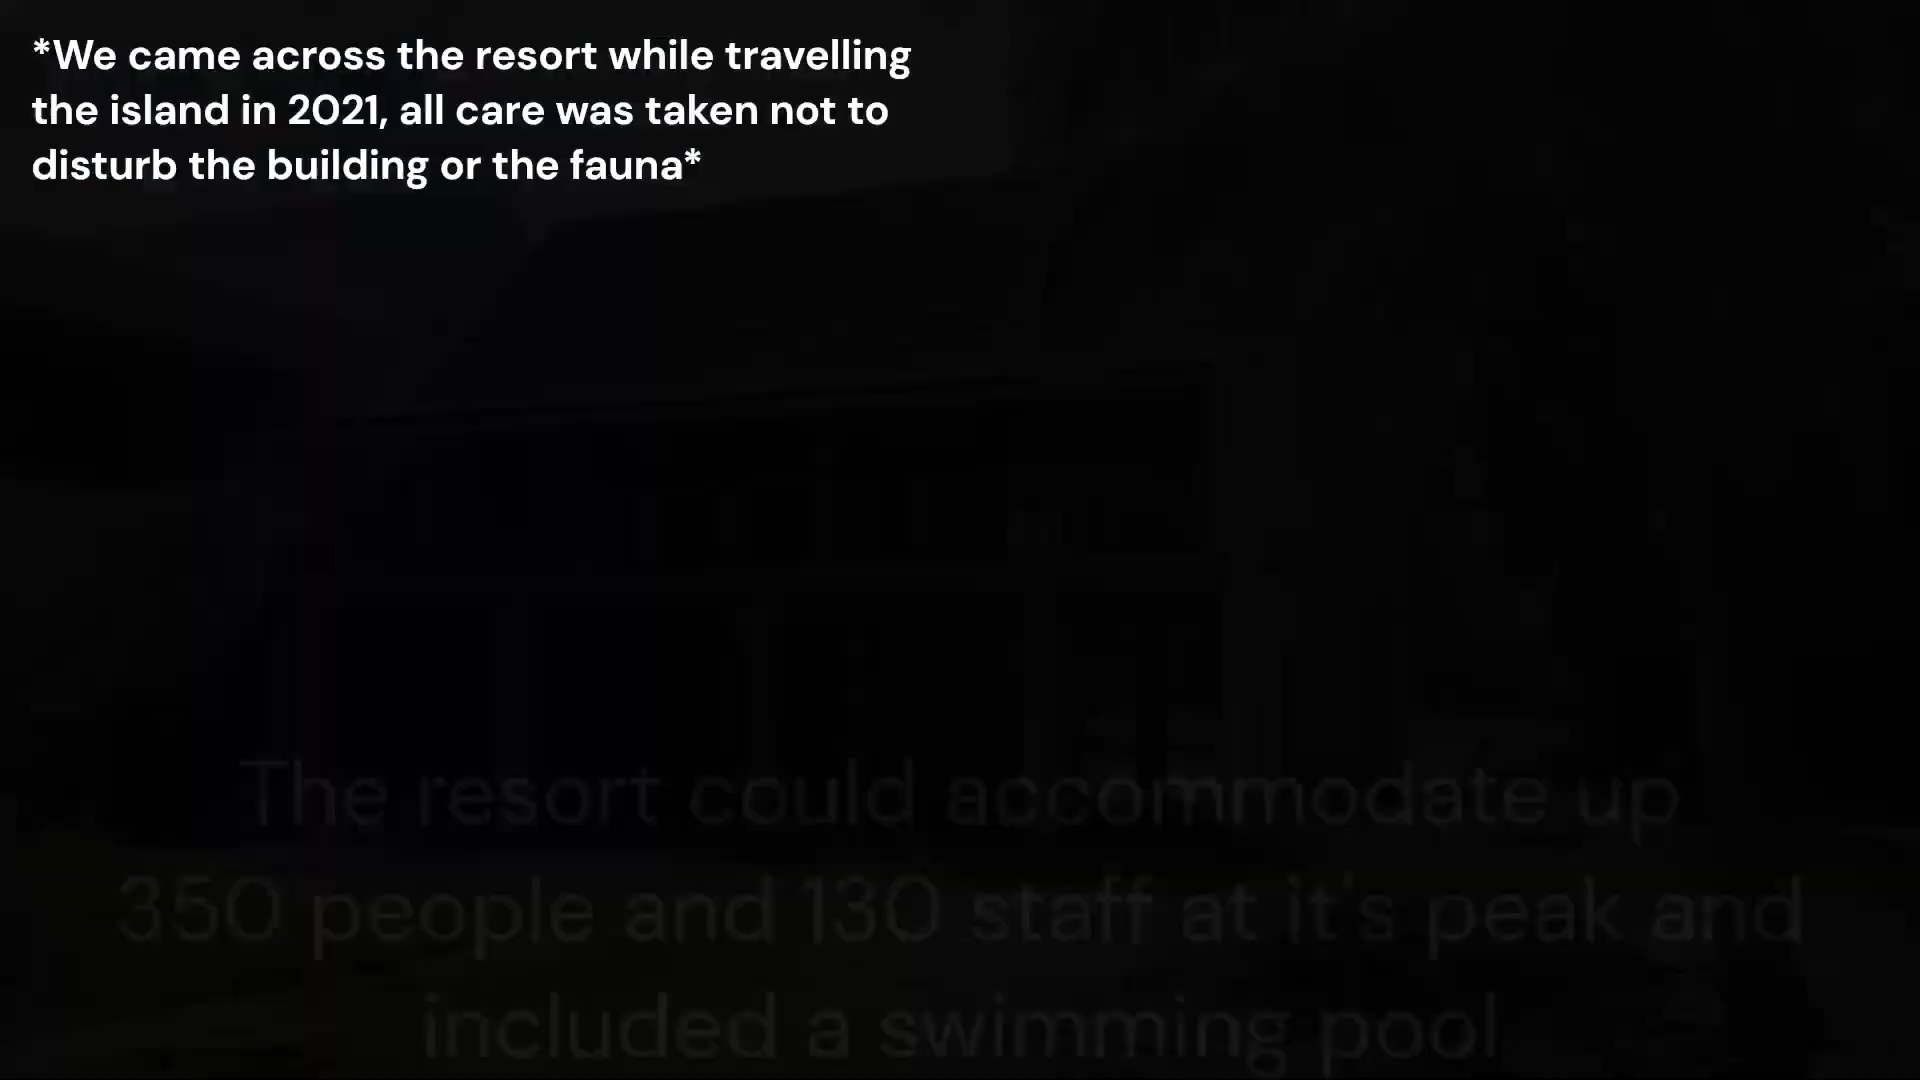 *We came across the resort while travelling
the island in 2021, all care was taken not to
disturb the building or the fauna*
The resort could accommodate up
350 people and 130 staff at it's peak and
included a swimming pool